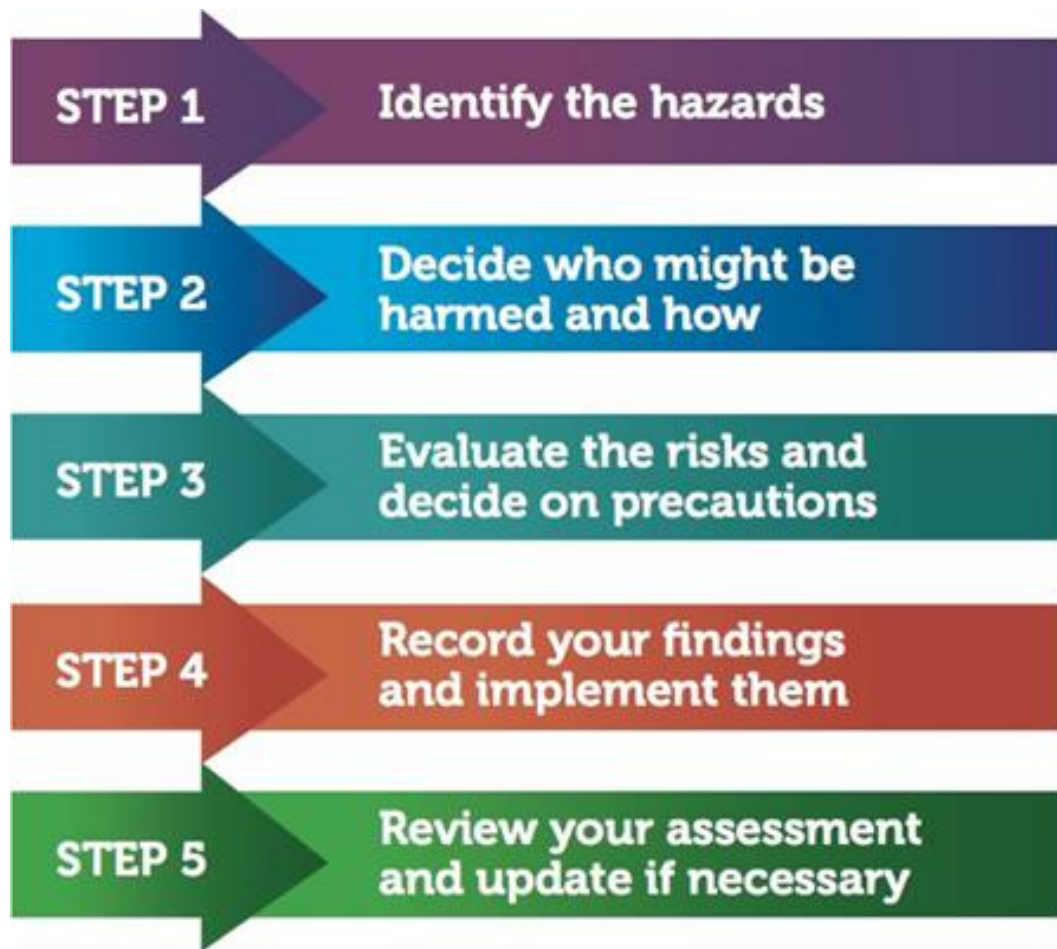 STEP 1
Identify the hazards
STEP 2
Decide who might be
harmed and how
STEP 3
Evaluate the risks and
decide on precautions
STEP 4
Record your findings
and implement them
STEP 5
Review your assessment
and update if necessary